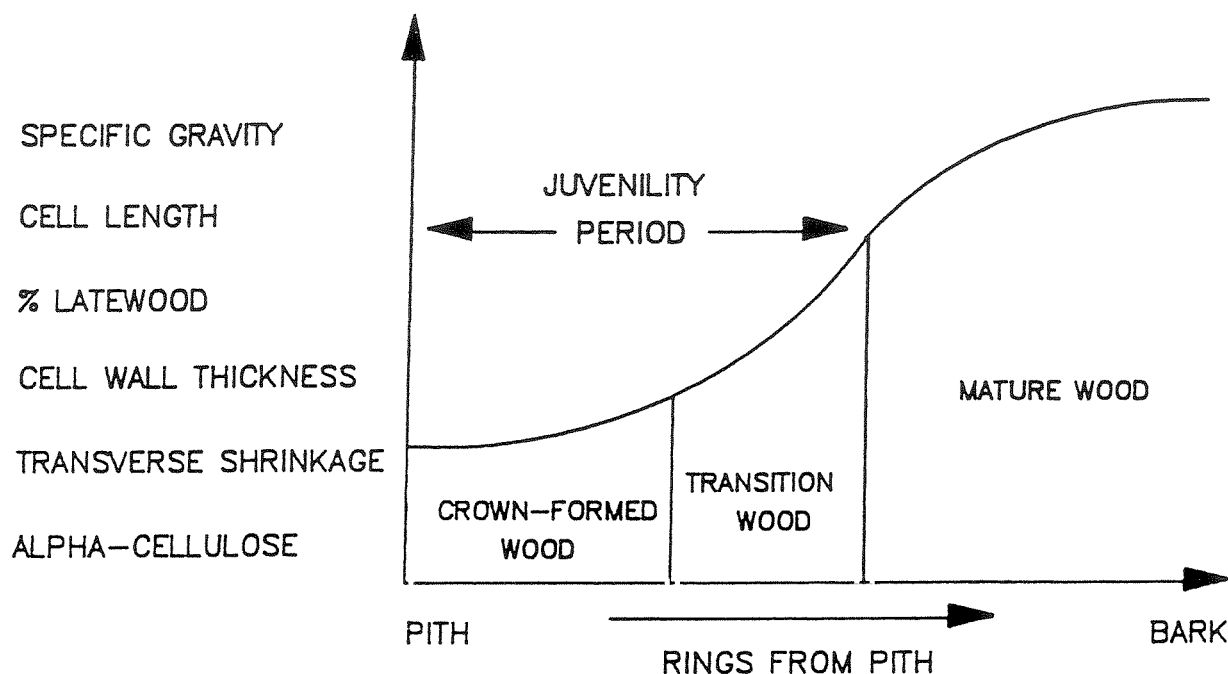 SPECIFIC GRAVITY
CELL LENGTH
% LATEWOOD
CELL WALL THICKNESS
TRANSVERSE SHRINKAGE
ALPHA-CELLULOSE
JUVENILITY
PERIOD
CROWN-FORMED
WOOD
TRANSITION
WOOD
MATURE WOOD
PITH
BARK
RINGS FROM PITH